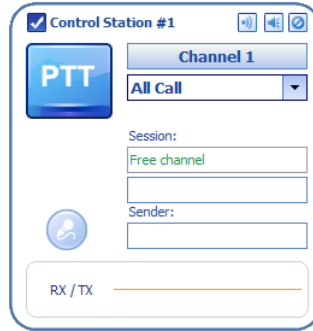 Control Station #1
PTT
Channel 1
All Call
Session:
Free channel
Sender:
RX / TX